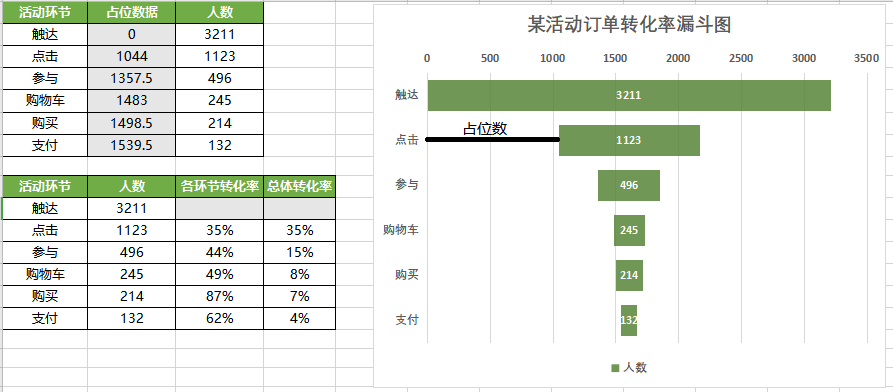 活动环节 占位数据 人数
触达 0 3211
点击 1044 1123
参与 1357.5 496
购物车 1483 245
购买 1498.5 214
支付 1539.5 132
活动环节 人数 各环节转化率 总体转化率
触达 3211
点击 1123 35% 35%
参与 496 44% 15%
购物车 245 49% 8%
购买 214 87% 7%
支付 132 62% 4%
某活动订单转化率漏斗图
0 500 1000 1500 2000 2500 3000 3500
触达 3211
占位数
点击 1123
参与 496
购物车 245
购买 214
支付 132
人数